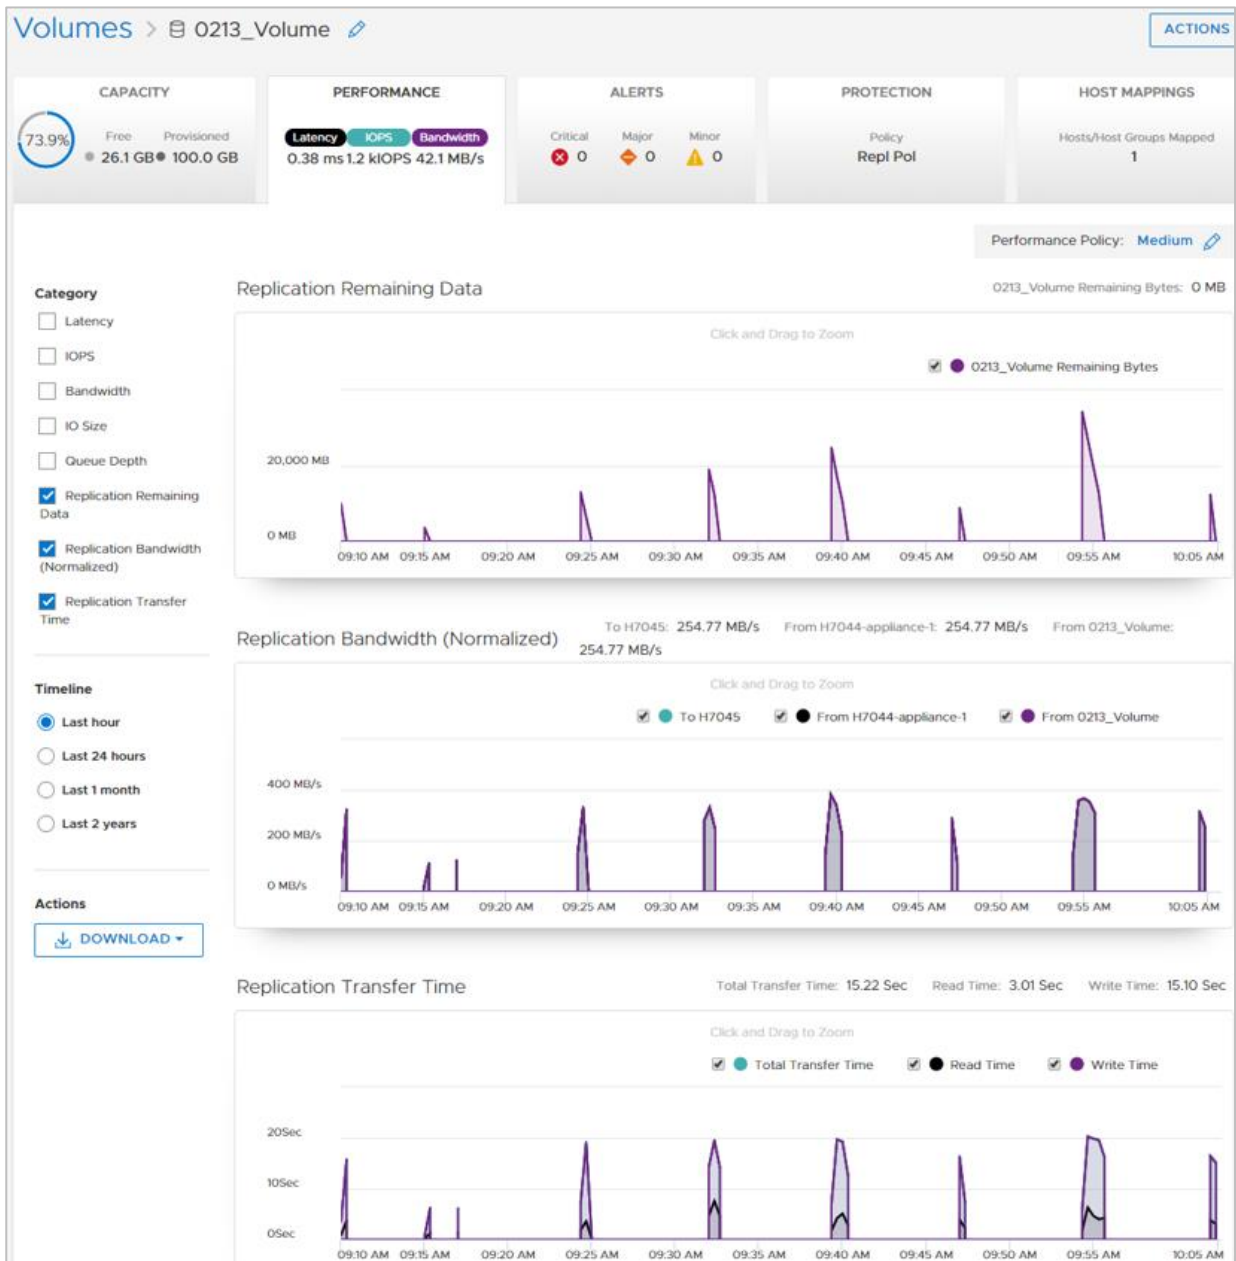 Volumes > 0213_Volume
ACTIONS
CAPACITY
PERFORMANCE
ALERTS
PROTECTION
HOST MAPPINGS
73.9%
Free Provisioned
26.1 GB 100.0 GB
Latency IOPS Bandwidth
0.38 ms 1.2 kIOPS 42.1 MB/s
Critical Major Minor
0 0 0
Policy
Repl Pol
Hosts/Host Groups Mapped
1
Performance Policy: Medium
Category
Latency
IOPS
Bandwidth
IO Size
Queue Depth
Replication Remaining
Data
Replication Bandwidth
(Normalized)
Replication Transfer
Time
Timeline
Last hour
Last 24 hours
Last 1 month
Last 2 years
Actions
DOWNLOAD
Replication Remaining Data
0213_Volume Remaining Bytes: 0 MB
Click and Drag to Zoom
0213_Volume Remaining Bytes
20,000 MB
0 MB
09:10 AM 09:15 AM 09:20 AM 09:25 AM 09:30 AM 09:35 AM 09:40 AM 09:45 AM 09:50 AM 09:55 AM 10:05 AM
Replication Bandwidth (Normalized)
To H7045: 254.77 MB/s From H7044-appliance-1: 254.77 MB/s From 0213_Volume:
254.77 MB/s
Click and Drag to Zoom
To H7045 From H7044-appliance-1 From 0213_Volume
400 MB/s
200 MB/s
0 MB/s
09:10 AM 09:15 AM 09:20 AM 09:25 AM 09:30 AM 09:35 AM 09:40 AM 09:45 AM 09:50 AM 09:55 AM 10:05 AM
Replication Transfer Time
Total Transfer Time: 15.22 Sec Read Time: 3.01 Sec Write Time: 15.10 Sec
Click and Drag to Zoom
Total Transfer Time Read Time Write Time
20Sec
10Sec
0Sec
09:10 AM 09:15 AM 09:20 AM 09:25 AM 09:30 AM 09:35 AM 09:40 AM 09:45 AM 09:50 AM 09:55 AM 10:05 AM